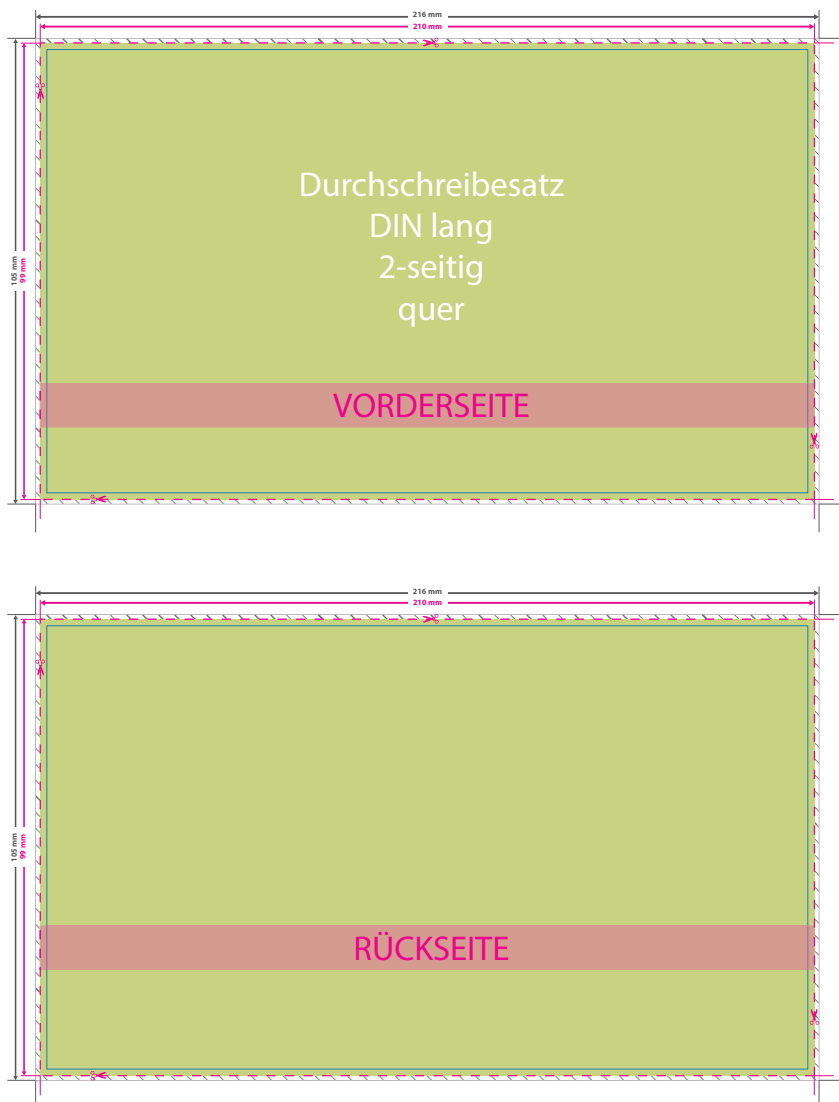 216 mm
210 mm
105 mm
99 mm
Durchschreibesatz
DIN lang
2-seitig
quer
VORDERSEITE
216 mm
210 mm
105 mm
99 mm
RÜCKSEITE